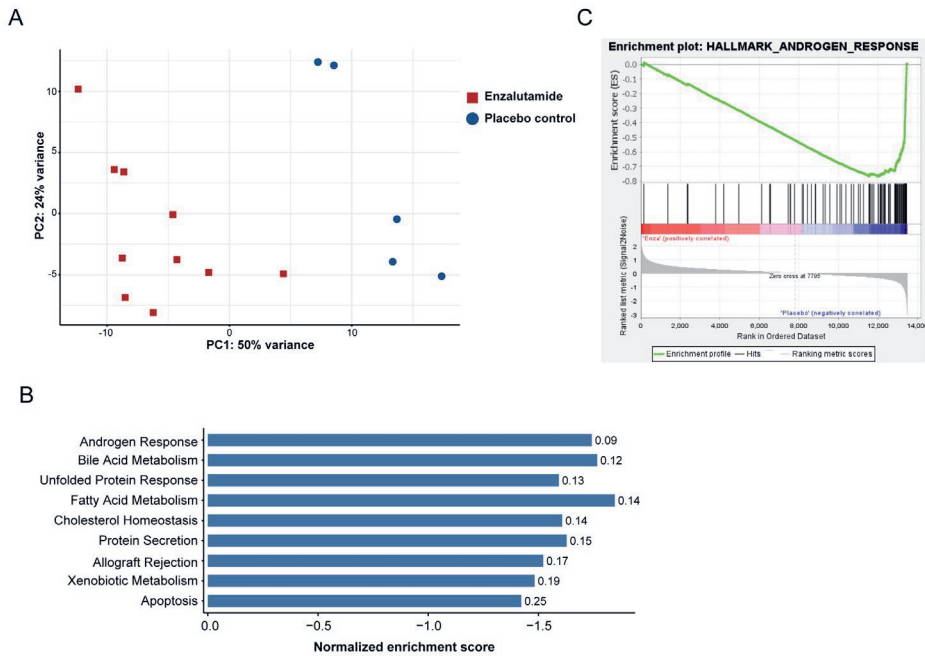 A
PC2: 24% variance
10
5
0
-5
-10
0
10
PC1: 50% variance
Enzalutamide
Placebo control
C
Enrichment plot: HALLMARK_ANDROGEN_RESPONSE
Enrichment score (ES)
0.0
-0.1
-0.2
-0.3
-0.4
-0.5
-0.6
-0.7
-0.8
'Enza' (positively correlated)
Ranked list metric (Signal2Noise)
2
1
0
-1
-2
-3
Zero cross at 7795
'Placebo' (negatively correlated)
0 2,000 4,000 6,000 8,000 10,000 12,000 14,000
Rank in Ordered Dataset
Enrichment profile Hits Ranking metric scores
B
Androgen Response 0.09
Bile Acid Metabolism 0.12
Unfolded Protein Response 0.13
Fatty Acid Metabolism 0.14
Cholesterol Homeostasis 0.14
Protein Secretion 0.15
Allograft Rejection 0.17
Xenobiotic Metabolism 0.19
Apoptosis 0.25
0.0 −0.5 −1.0 −1.5
Normalized enrichment score